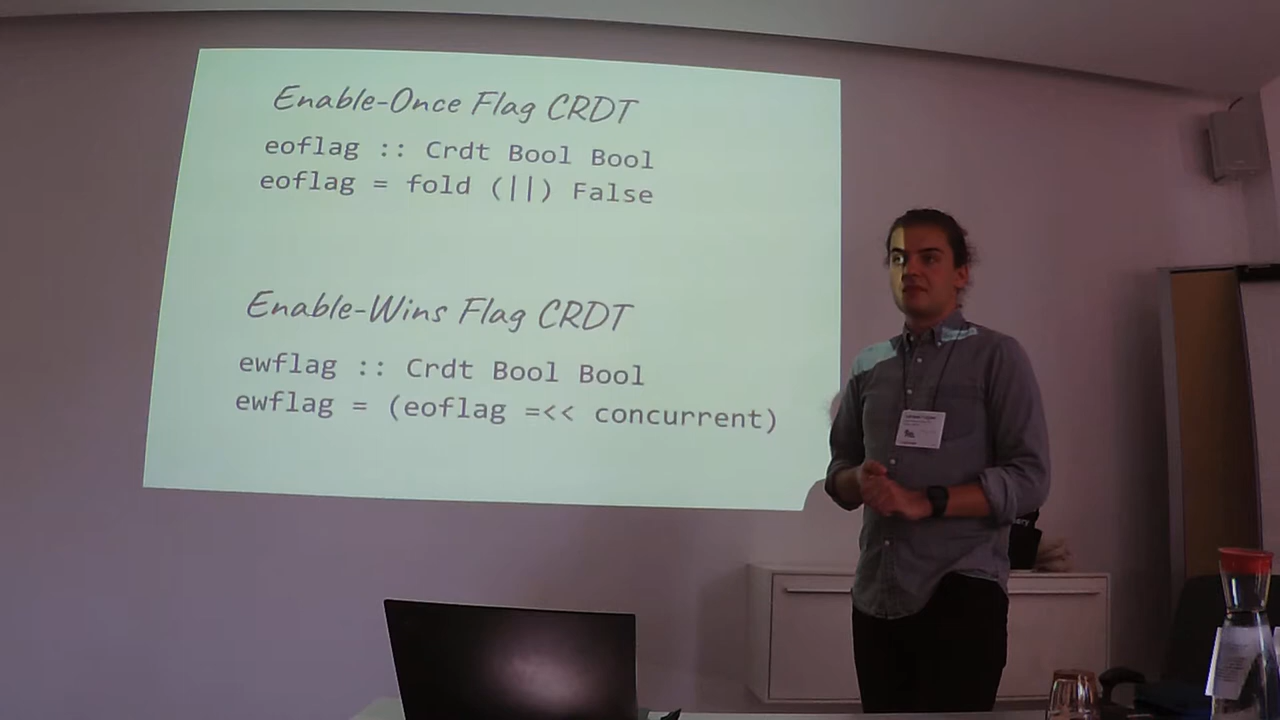 Enable-Once Flag CRDT
eoflag :: Crdt Bool Bool
eoflag = fold (||) False
Enable-Wins Flag CRDT
ewflag :: Crdt Bool Bool
ewflag = (eoflag =<< concurrent)